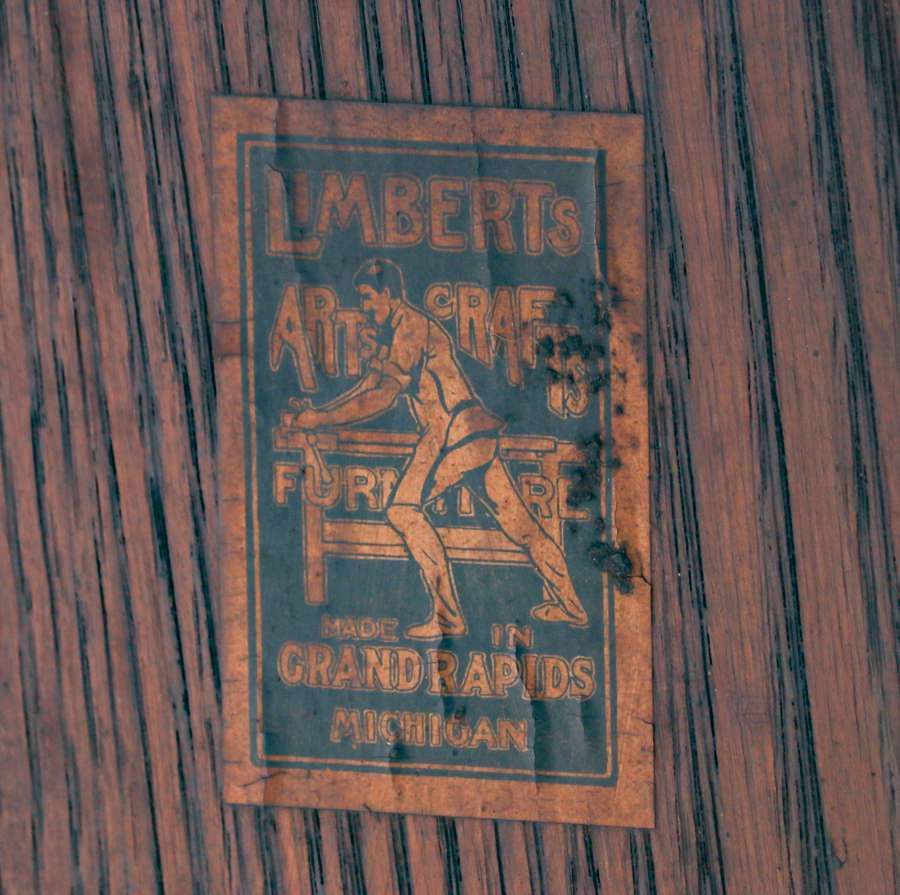 LIMBERTS
ARTS CRAFTS
FURNITURE
MADE IN
GRAND RAPIDS
MICHIGAN